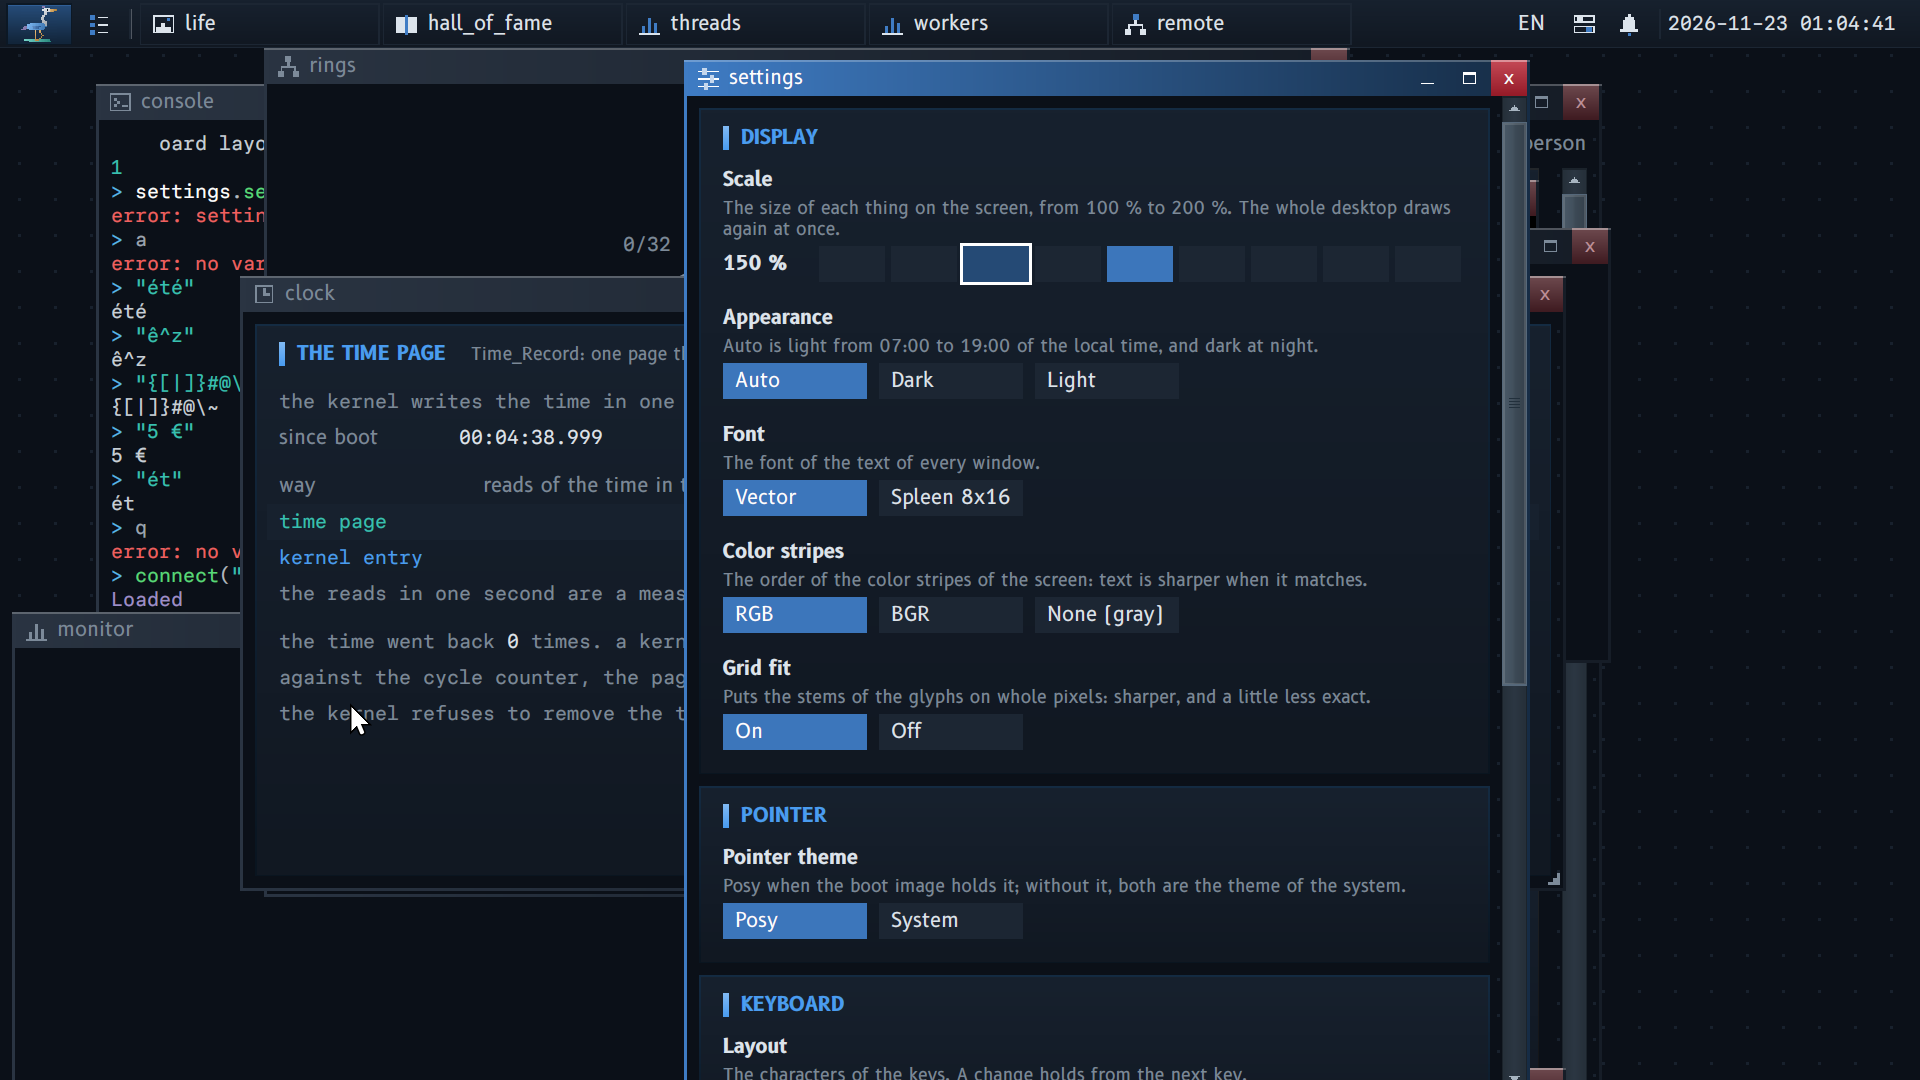 life
hall_of_fame
threads
workers
remote
EN
2026-11-23 01:04:41
rings
0/32
console
oard layo
1
> settings.se
error: settin
> a
error: no var
> "été"
été
> "ê^z"
ê^z
> "{[|]}#@\
{[|]}#@\~
> "5 €"
5 €
> "ét"
ét
> q
error: no v
> connect("
Loaded
monitor
clock
THE TIME PAGE
Time_Record: one page t
the kernel writes the time in one
since boot 00:04:38.999
way reads of the time in
time page
kernel entry
the reads in one second are a meas
the time went back 0 times. a kern
against the cycle counter, the pag
the kernel refuses to remove the t
settings
x
DISPLAY
Scale
The size of each thing on the screen, from 100 % to 200 %. The whole desktop draws
again at once.
150 %
Appearance
Auto is light from 07:00 to 19:00 of the local time, and dark at night.
Auto Dark Light
Font
The font of the text of every window.
Vector Spleen 8x16
Color stripes
The order of the color stripes of the screen: text is sharper when it matches.
RGB BGR None [gray]
Grid fit
Puts the stems of the glyphs on whole pixels: sharper, and a little less exact.
On Off
POINTER
Pointer theme
Posy when the boot image holds it; without it, both are the theme of the system.
Posy System
KEYBOARD
Layout
The characters of the keys. A change holds from the next key.
x
person
x
x